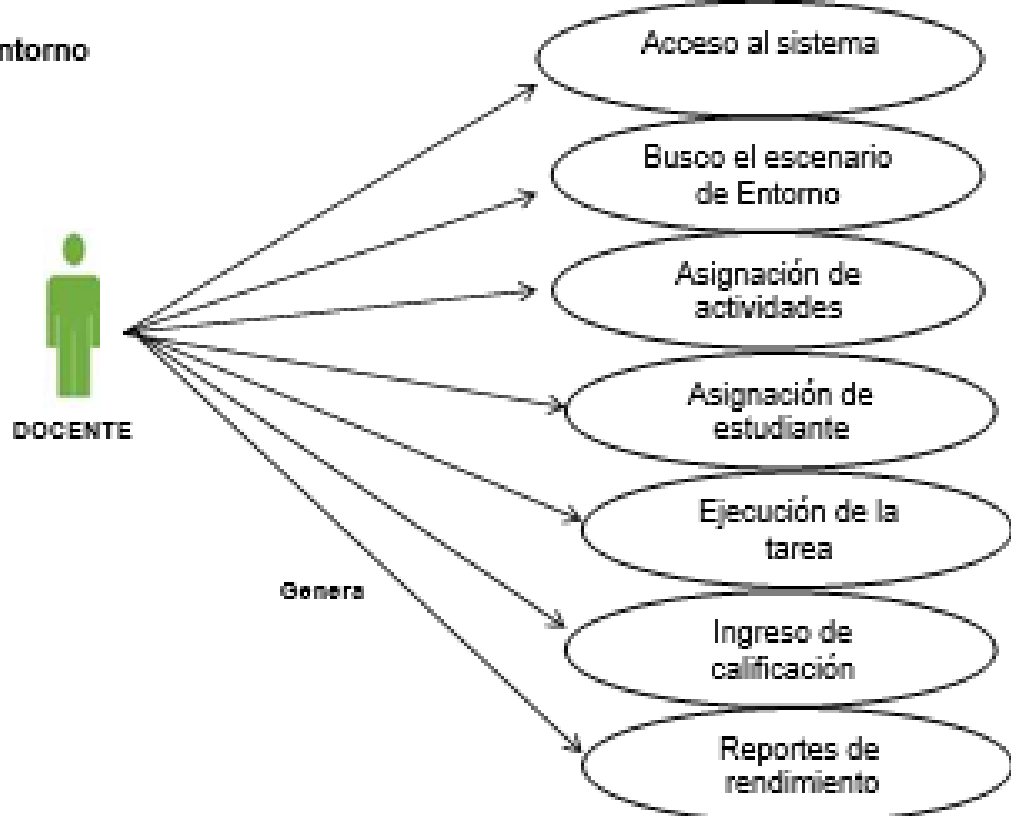 ntorno
Acceso al sistema
Busco el escenario
de Entorno
Asignación de
actividades
Asignación de
estudiante
Ejecución de la
tarea
Ingreso de
calificación
Reportes de
rendimiento
DOCENTE
Genera